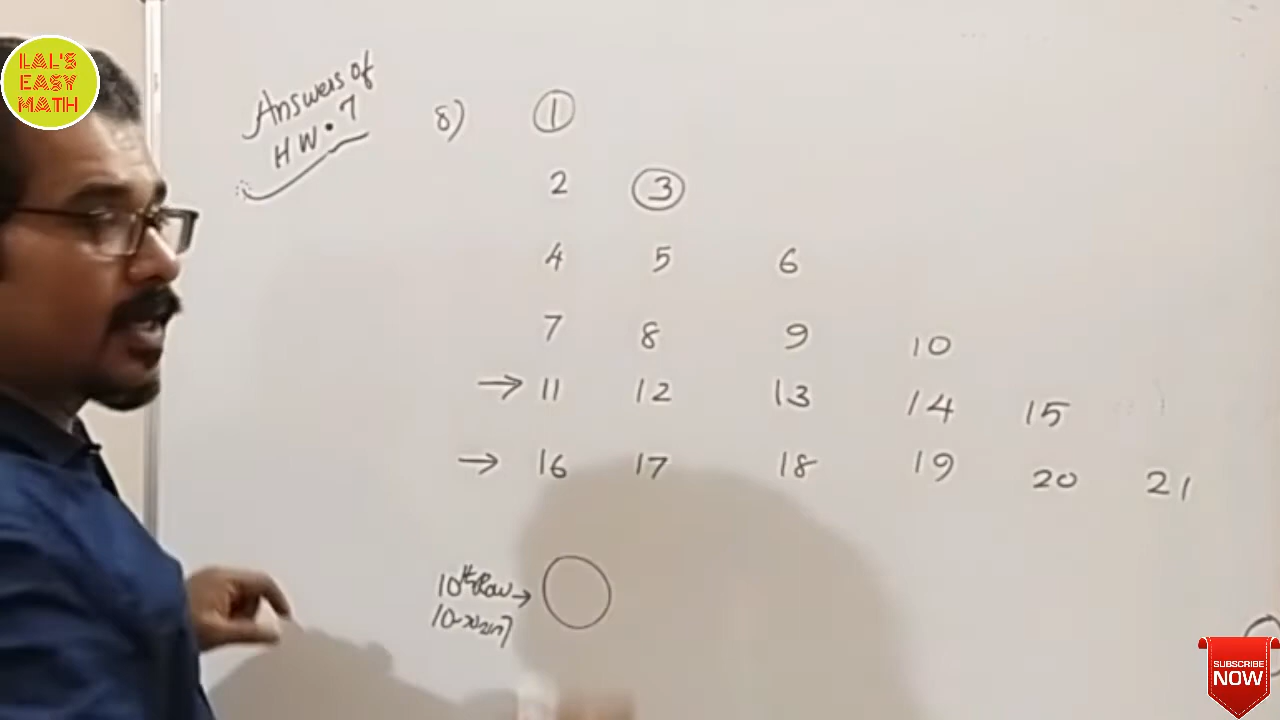 LAL'S
EASY
MATH
Answers of
HW • 7
8) 1
2 3
4 5 6
7 8 9 10
→ 11 12 13 14 15
→ 16 17 18 19 20 21
10th Row →
SUBSCRIBE
NOW